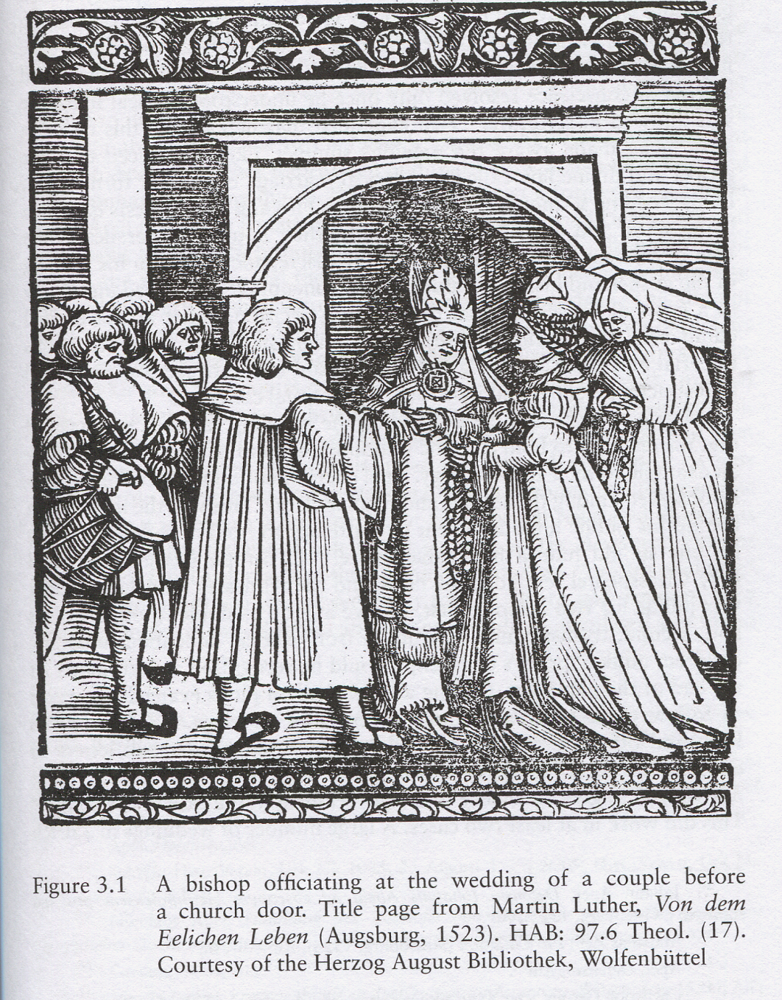 Figure 3.1 A bishop officiating at the wedding of a couple before
a church door. Title page from Martin Luther, Von dem
Eelichen Leben (Augsburg, 1523). HAB: 97.6 Theol. (17).
Courtesy of the Herzog August Bibliothek, Wolfenbüttel